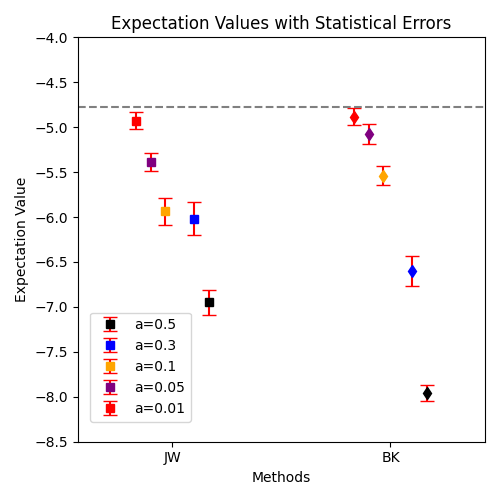 Expectation Values with Statistical Errors
−4.0
−4.5
−5.0
−5.5
−6.0
−6.5
−7.0
−7.5
−8.0
−8.5
Expectation Value
a=0.5
a=0.3
a=0.1
a=0.05
a=0.01
JW BK
Methods